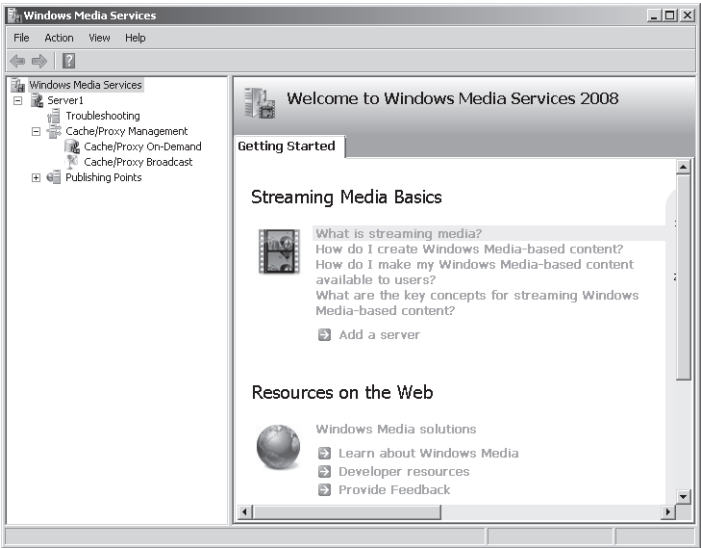 Windows Media Services
File Action View Help
Windows Media Services
Server1
Troubleshooting
Cache/Proxy Management
Cache/Proxy On-Demand
Cache/Proxy Broadcast
Publishing Points
Welcome to Windows Media Services 2008
Getting Started
Streaming Media Basics
What is streaming media?
How do I create Windows Media-based content?
How do I make my Windows Media-based content
available to users?
What are the key concepts for streaming Windows
Media-based content?
Add a server
Resources on the Web
Windows Media solutions
Learn about Windows Media
Developer resources
Provide Feedback